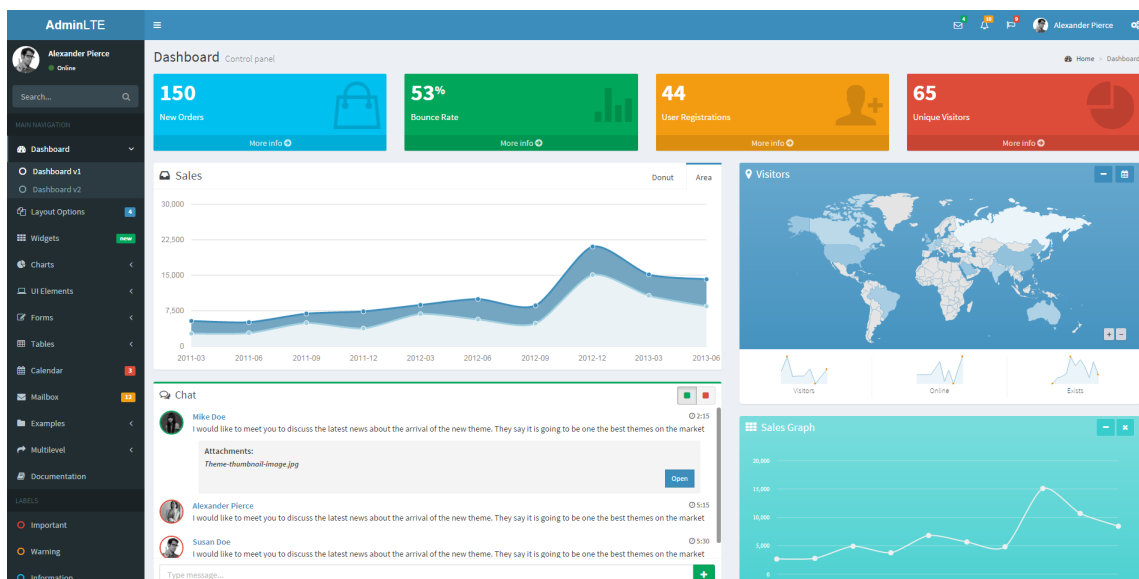 AdminLTE
4
10
9
Alexander Pierce
Alexander Pierce
Online
Search...
MAIN NAVIGATION
Dashboard
Dashboard v1
Dashboard v2
Layout Options
4
Widgets
new
Charts
UI Elements
Forms
Tables
Calendar
3
Mailbox
12
Examples
Multilevel
Documentation
LABELS
Important
Warning
Information
Dashboard Control panel
Home > Dashboard
150
New Orders
More info
53%
Bounce Rate
More info
44
User Registrations
More info
65
Unique Visitors
More info
Sales
Donut
Area
30,000
22,500
15,000
7,500
0
2011-03 2011-06 2011-09 2011-12 2012-03 2012-06 2012-09 2012-12 2013-03 2013-06
Visitors
+ −
Visitors
Online
Exists
Chat
Mike Doe
2:15
I would like to meet you to discuss the latest news about the arrival of the new theme. They say it is going to be one the best themes on the market
Attachments:
Theme-thumbnail-image.jpg
Open
Alexander Pierce
5:15
I would like to meet you to discuss the latest news about the arrival of the new theme. They say it is going to be one the best themes on the market
Susan Doe
5:30
I would like to meet you to discuss the latest news about the arrival of the new theme. They say it is going to be one the best themes on the market
Type message...
Sales Graph
20,000
15,000
10,000
5,000
0